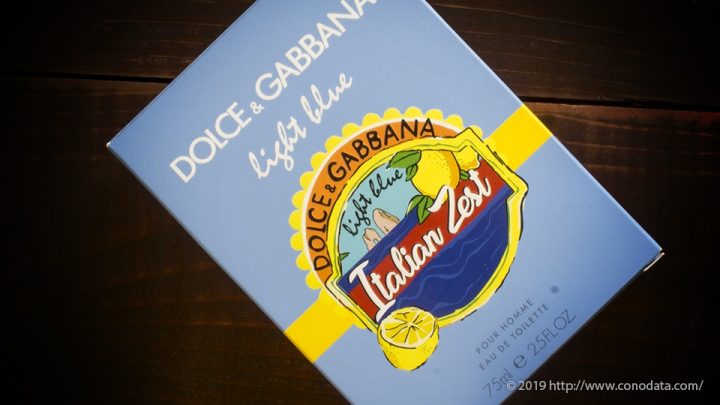 DOLCE & GABBANA
light blue
DOLCE & GABBANA
light blue
Italian Zest
POUR HOMME
EAU DE TOILETTE
75ml e 2.5FL.OZ
© 2019 http://www.conodata.com/